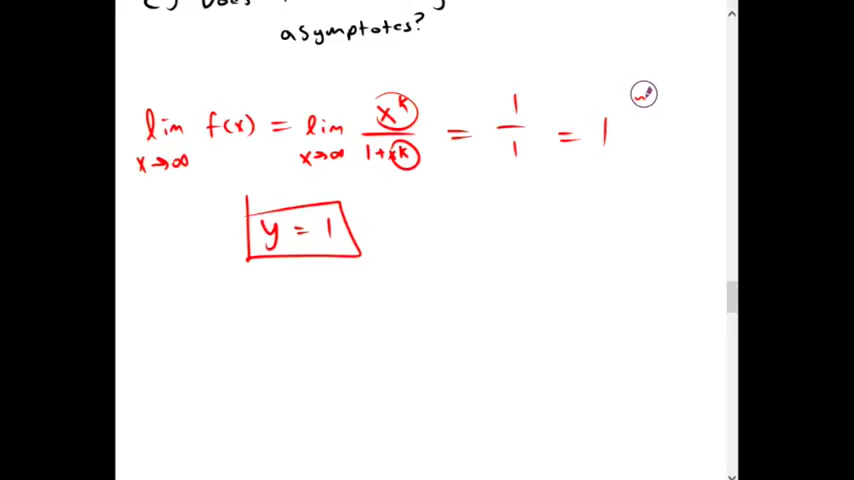 asymptotes?
lim x→∞ f(x) = lim x→∞ x^k / 1+x^k = 1/1 = 1
y = 1